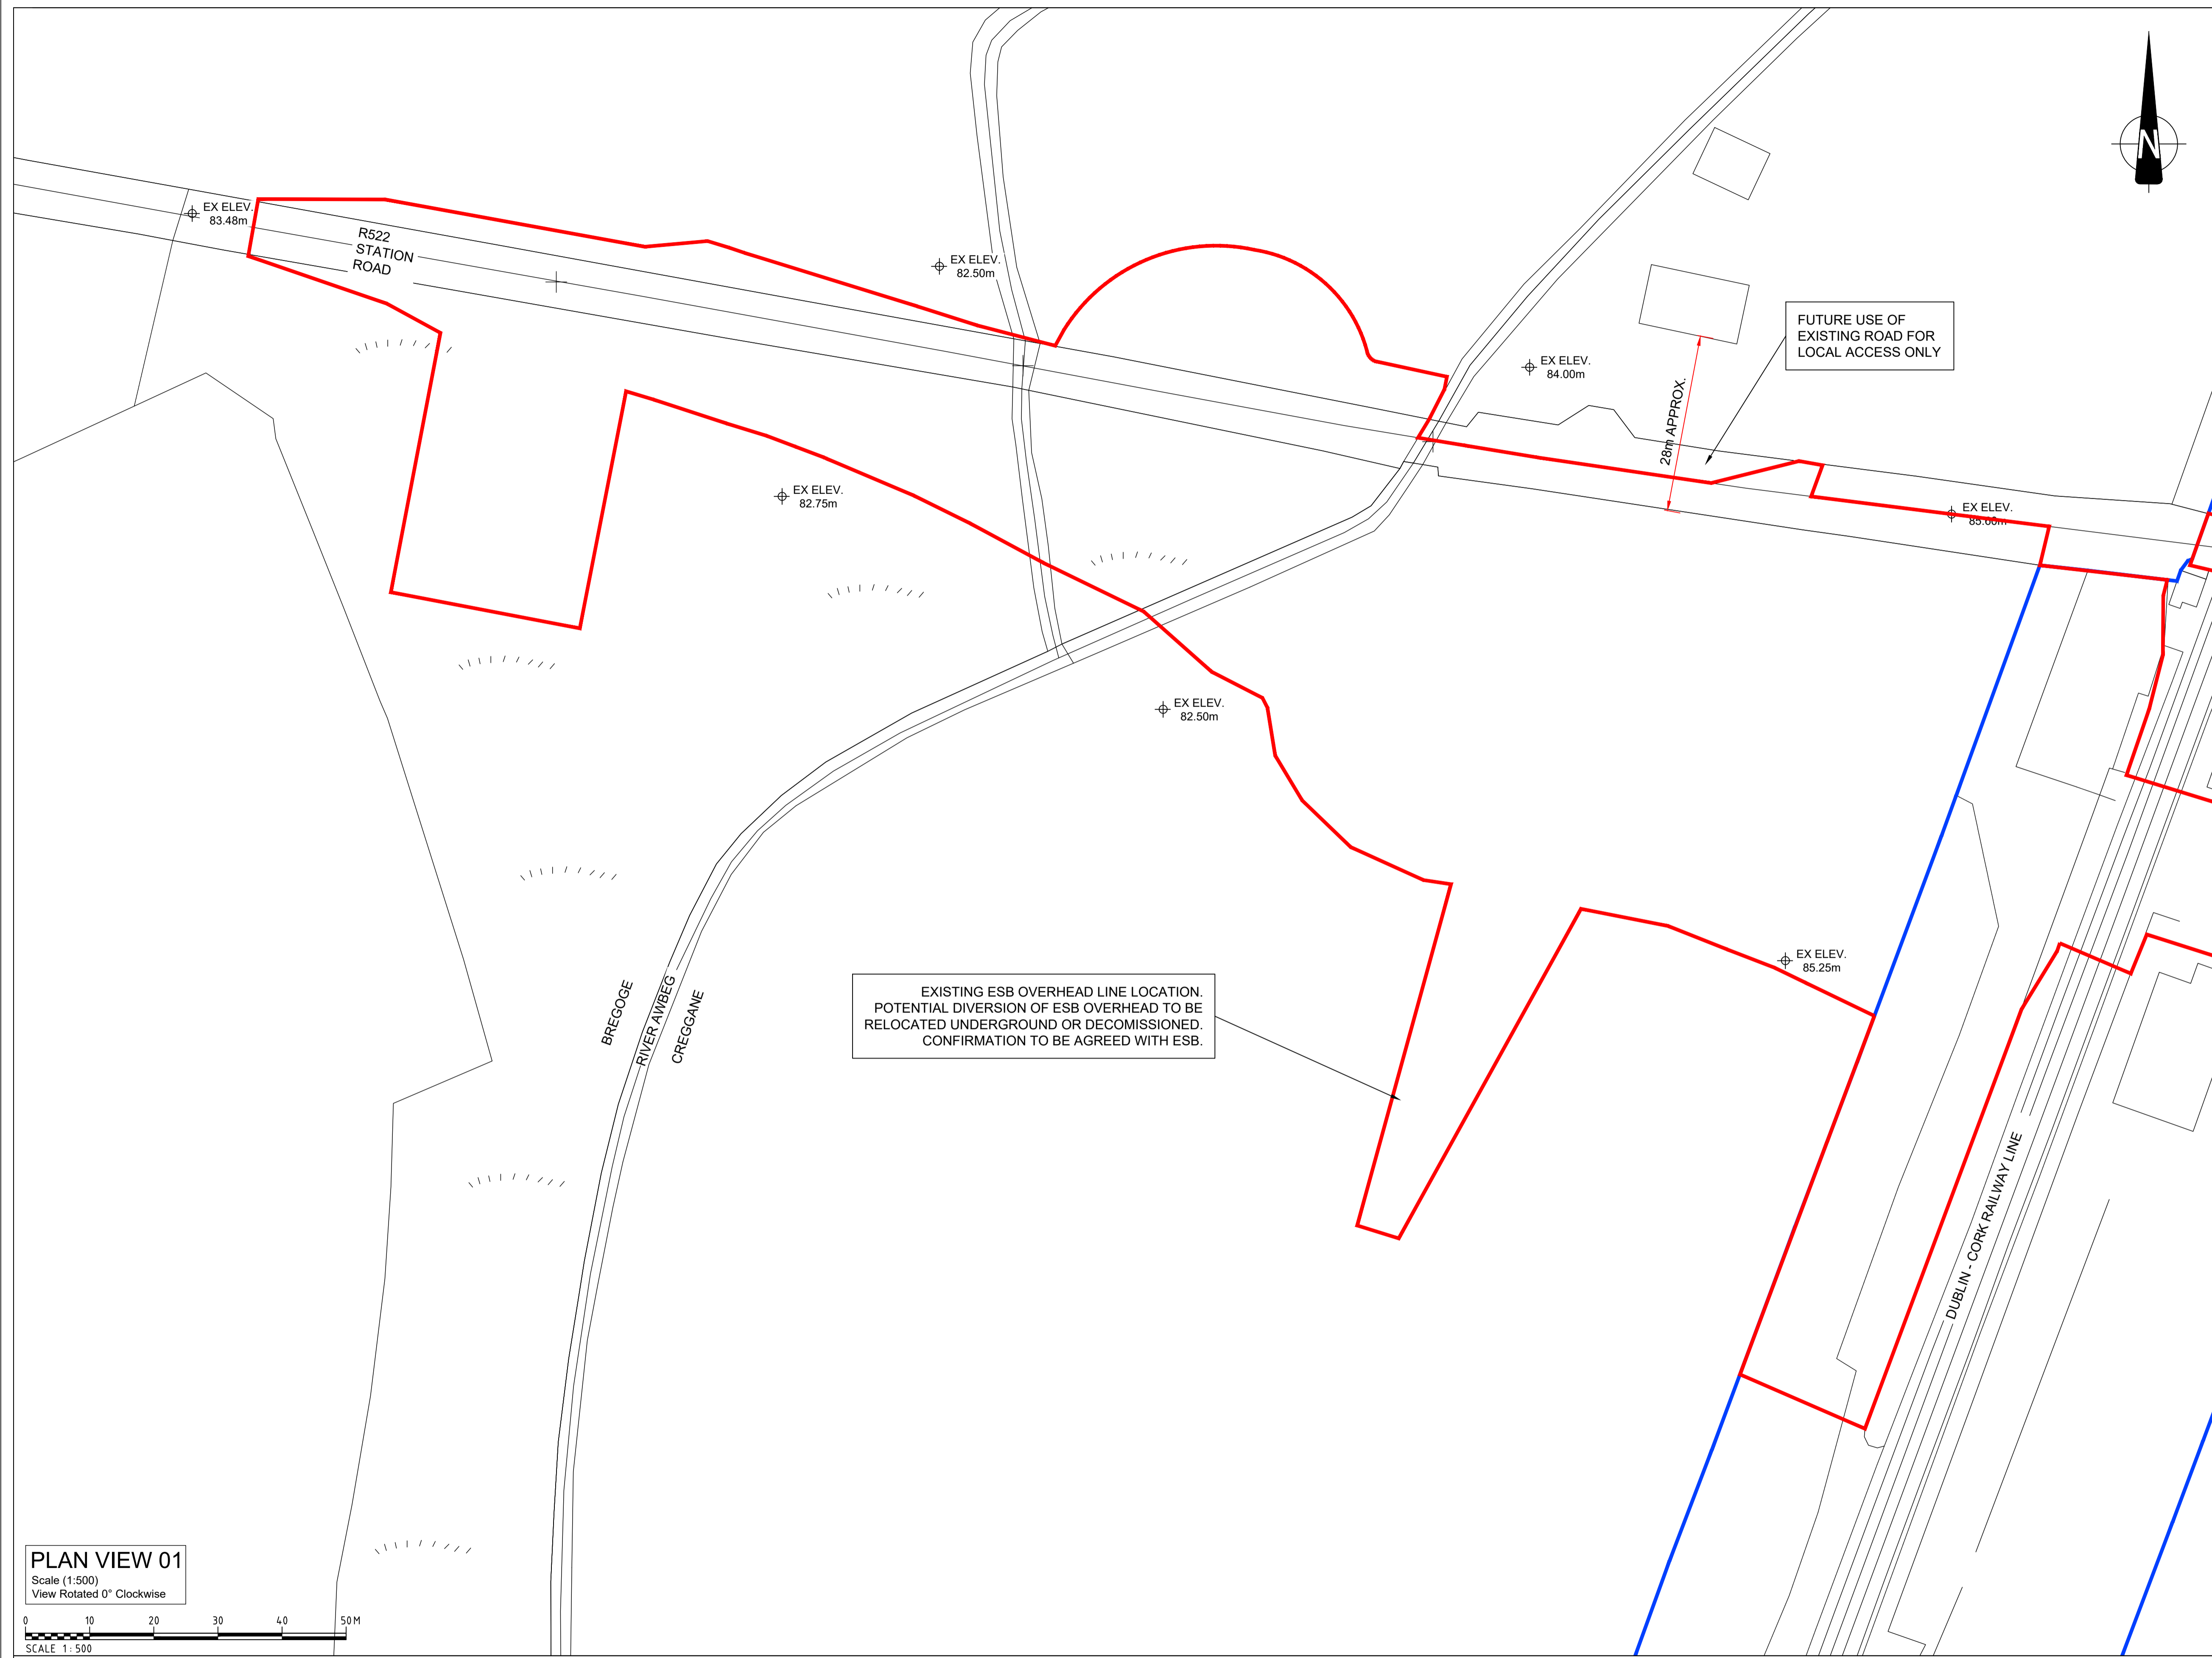 N
EX ELEV.
83.48m
R522
STATION
ROAD
EX ELEV.
82.50m
FUTURE USE OF
EXISTING ROAD FOR
LOCAL ACCESS ONLY
EX ELEV.
84.00m
28m APPROX.
EX ELEV.
82.75m
EX ELEV.
85.00m
EX ELEV.
82.50m
EX ELEV.
85.25m
EXISTING ESB OVERHEAD LINE LOCATION.
POTENTIAL DIVERSION OF ESB OVERHEAD TO BE
RELOCATED UNDERGROUND OR DECOMISSIONED.
CONFIRMATION TO BE AGREED WITH ESB.
BREGOGE
RIVER AWBEG
CREGGANE
DUBLIN - CORK RAILWAY LINE
PLAN VIEW 01
Scale (1:500)
View Rotated 0° Clockwise
0 10 20 30 40 50 M
SCALE 1:500